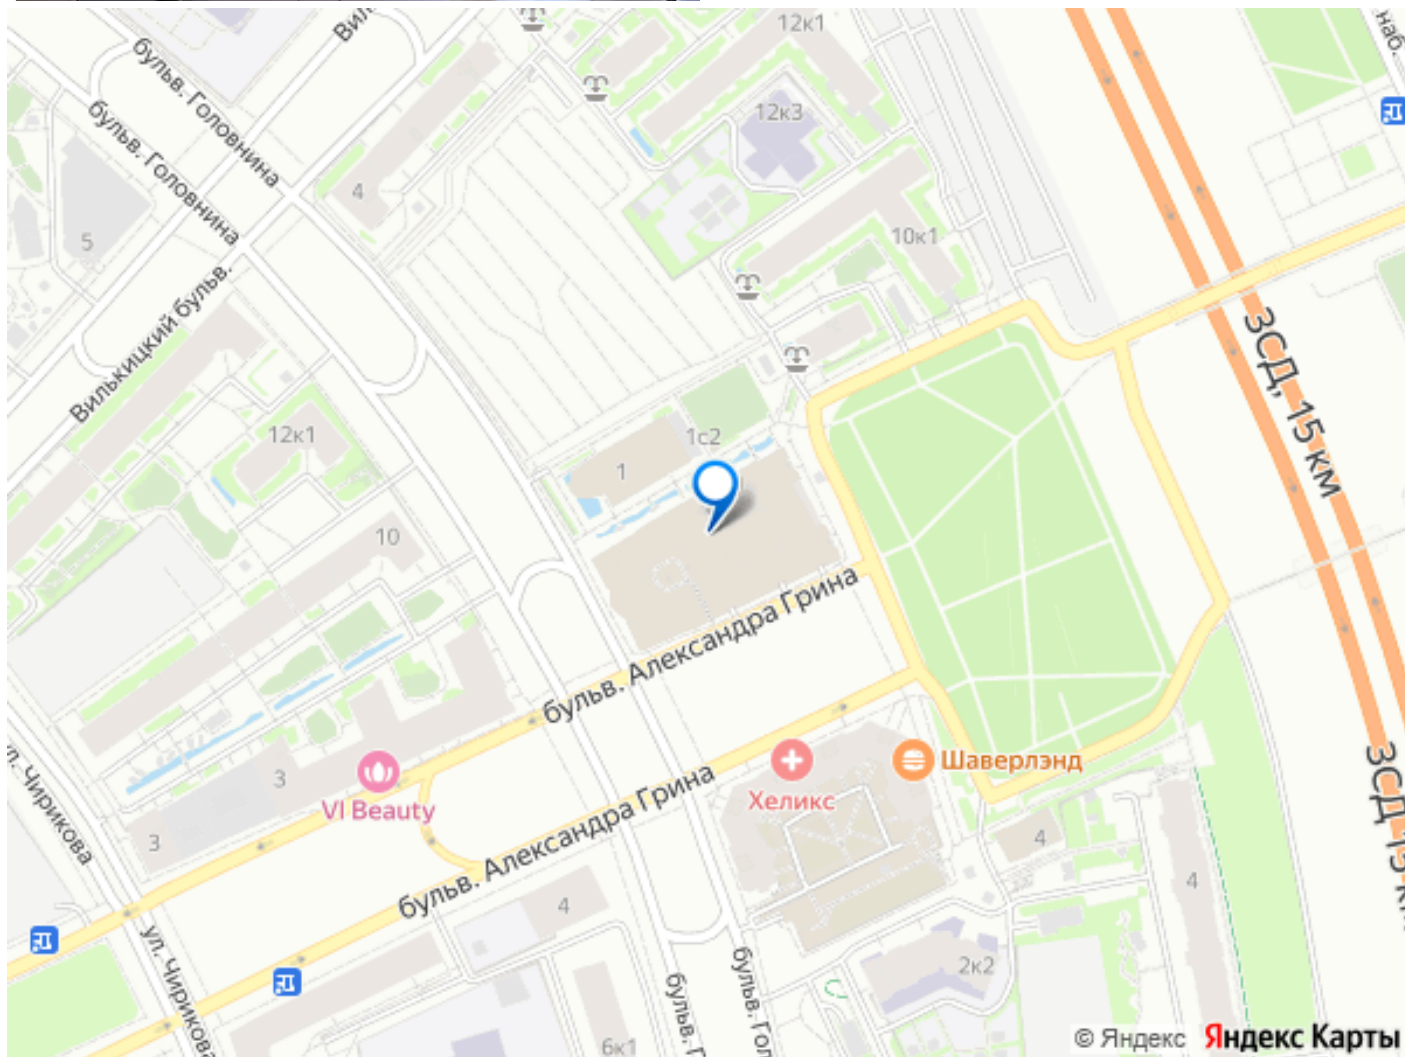 12к1
наб.
бульв. Головнина
12к3
бульв. Головнина
4
10к1
5
Вилькицкий бульв.
ЗСД, 15 км
12к1
1с2
1
10
бульв. Александра Грина
Шаверлэнд
Хеликс
3
VI Beauty
3
ул. Чирикова
бульв. Александра Грина
4
4
4
ул. Чирикова
2к2
6к1
© Яндекс Яндекс Карты